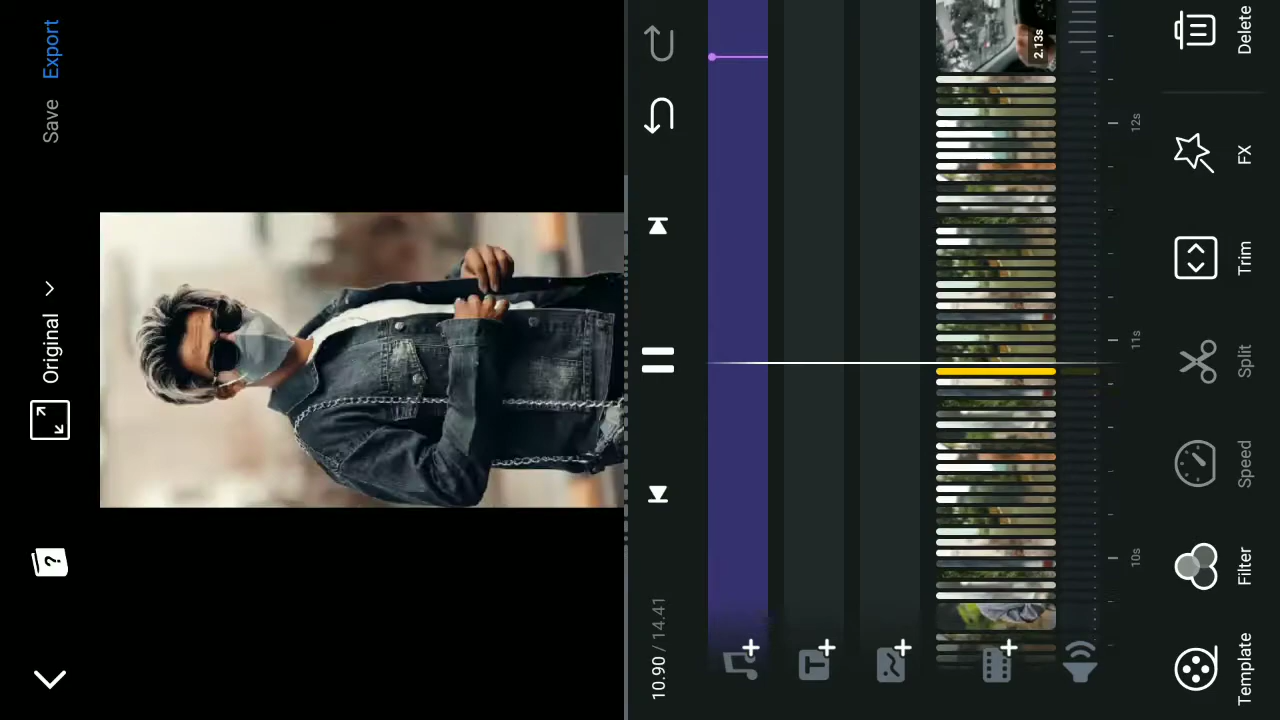 Original
Save
Export
?
10.90 / 14.41
2.13s
10s
11s
12s
Template
Filter
Speed
Split
Trim
FX
Delete